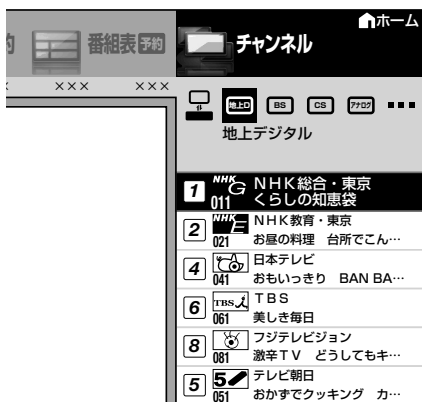 ホーム
約 番組表 予約 チャンネル
××× ×××
地上D BS CS アナログ
地上デジタル
1 NHK G 011 NHK総合・東京
くらしの知恵袋
2 NHK E 021 NHK教育・東京
お昼の料理 台所でこん…
4 041 日本テレビ
おもいっきり BAN BA…
6 TBS 061 TBS
美しき毎日
8 081 フジテレビジョン
激辛TV どうしてもキ…
5 5 051 テレビ朝日
おかずでクッキング カ…